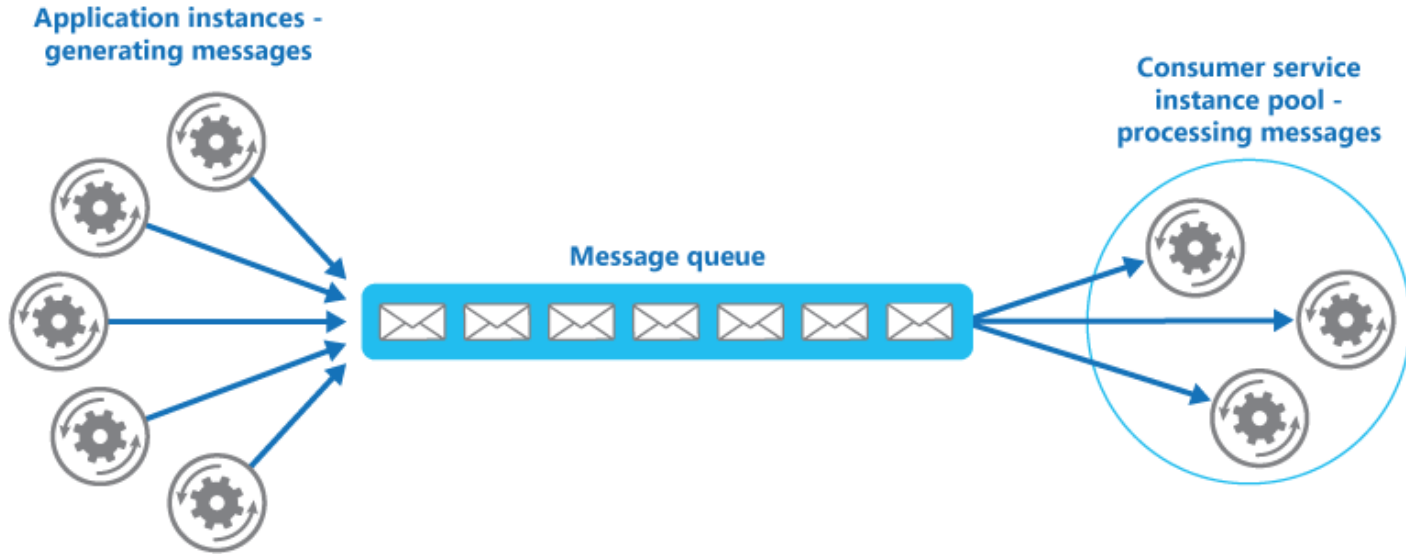 Application instances -
generating messages
Consumer service
instance pool -
processing messages
Message queue